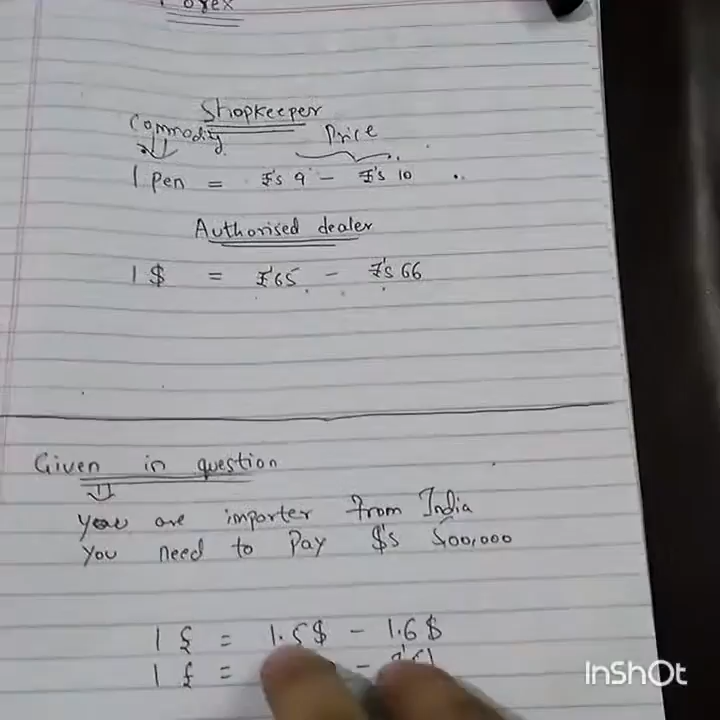 Forex
Shopkeeper
Commodity Price
1 Pen = ₹'s 9 - ₹'s 10
Authorised dealer
1 $ = ₹'65 - ₹'s 66
Given in question
you are importer from India
You need to Pay $'s 500,000
1 £ = 1.5$ - 1.6$
1 £ = -
InShOt